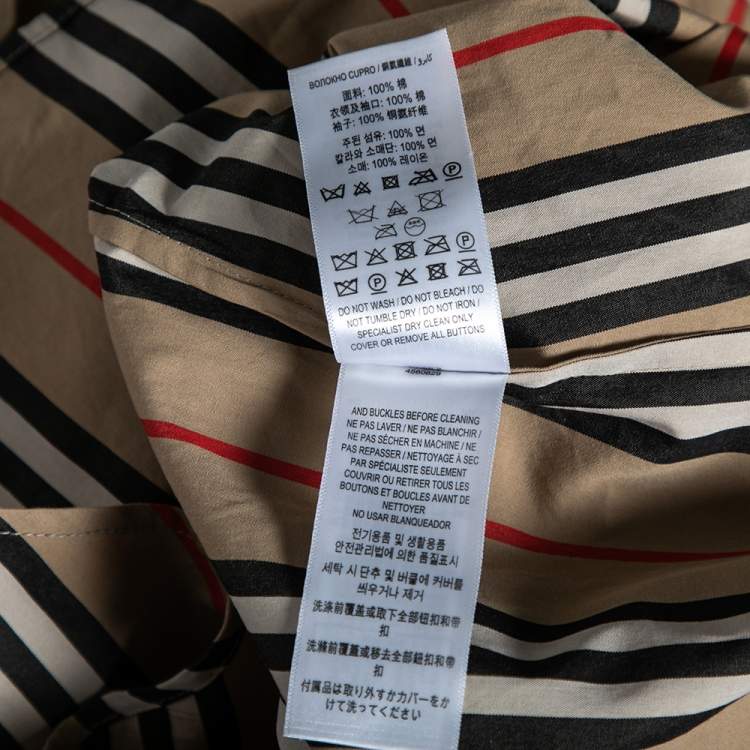 ВОЛОКНО CUPRO / 銅氨纖維 / كابرو
面料: 100% 棉
衣领及袖口: 100% 棉
袖子: 100% 铜氨纤维
주된 섬유: 100% 면
칼라와 소매단: 100% 면
소매: 100% 레이온
DO NOT WASH / DO NOT BLEACH / DO
NOT TUMBLE DRY / DO NOT IRON /
SPECIALIST DRY CLEAN ONLY
COVER OR REMOVE ALL BUTTONS
4560829
AND BUCKLES BEFORE CLEANING
NE PAS LAVER / NE PAS BLANCHIR /
NE PAS SÉCHER EN MACHINE / NE
PAS REPASSER / NETTOYAGE À SEC
PAR SPÉCIALISTE SEULEMENT
COUVRIR OU RETIRER TOUS LES
BOUTONS ET BOUCLES AVANT DE
NETTOYER
NO USAR BLANQUEADOR
전기용품 및 생활용품
안전관리법에 의한 품질표시
세탁 시 단추 및 버클에 커버를
씌우거나 제거
洗涤前覆盖或取下全部钮扣和带
扣
洗滌前覆蓋或移去全部鈕扣和帶
扣
付属品は取り外すかカバーをか
けて洗ってください